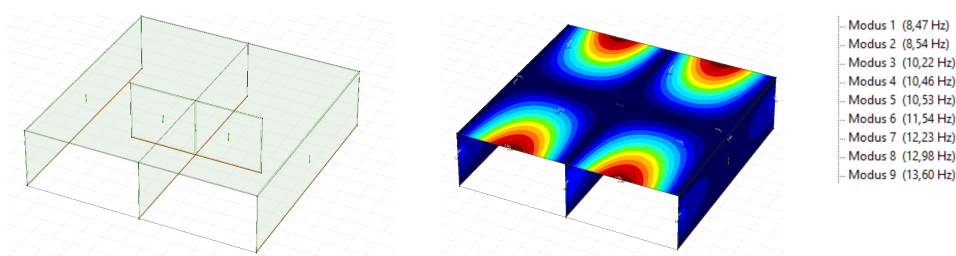 Modus 1 (8,47 Hz)
Modus 2 (8,54 Hz)
Modus 3 (10,22 Hz)
Modus 4 (10,46 Hz)
Modus 5 (10,53 Hz)
Modus 6 (11,54 Hz)
Modus 7 (12,23 Hz)
Modus 8 (12,98 Hz)
Modus 9 (13,60 Hz)